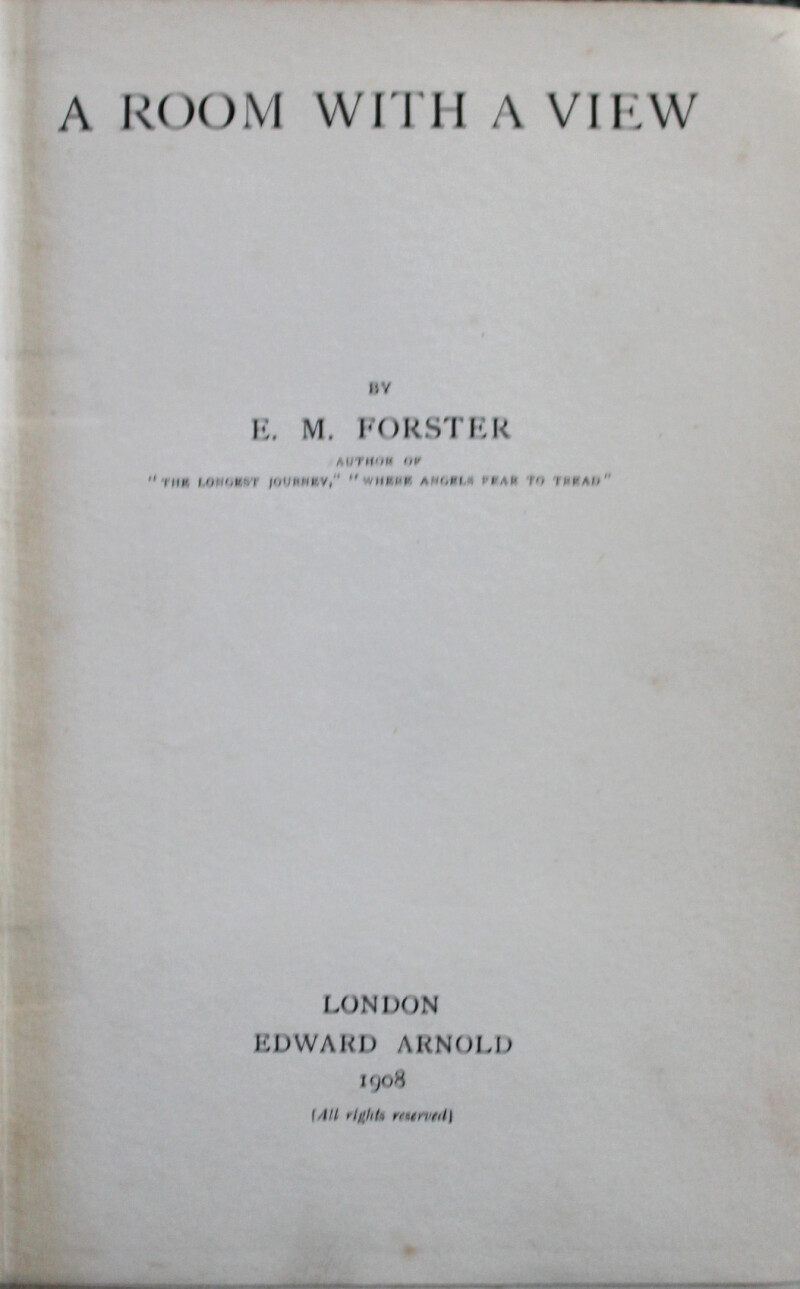 A ROOM WITH A VIEW
BY
E. M. FORSTER
AUTHOR OF
"THE LONGEST JOURNEY," "WHERE ANGELS FEAR TO TREAD"
LONDON
EDWARD ARNOLD
1908
(All rights reserved)